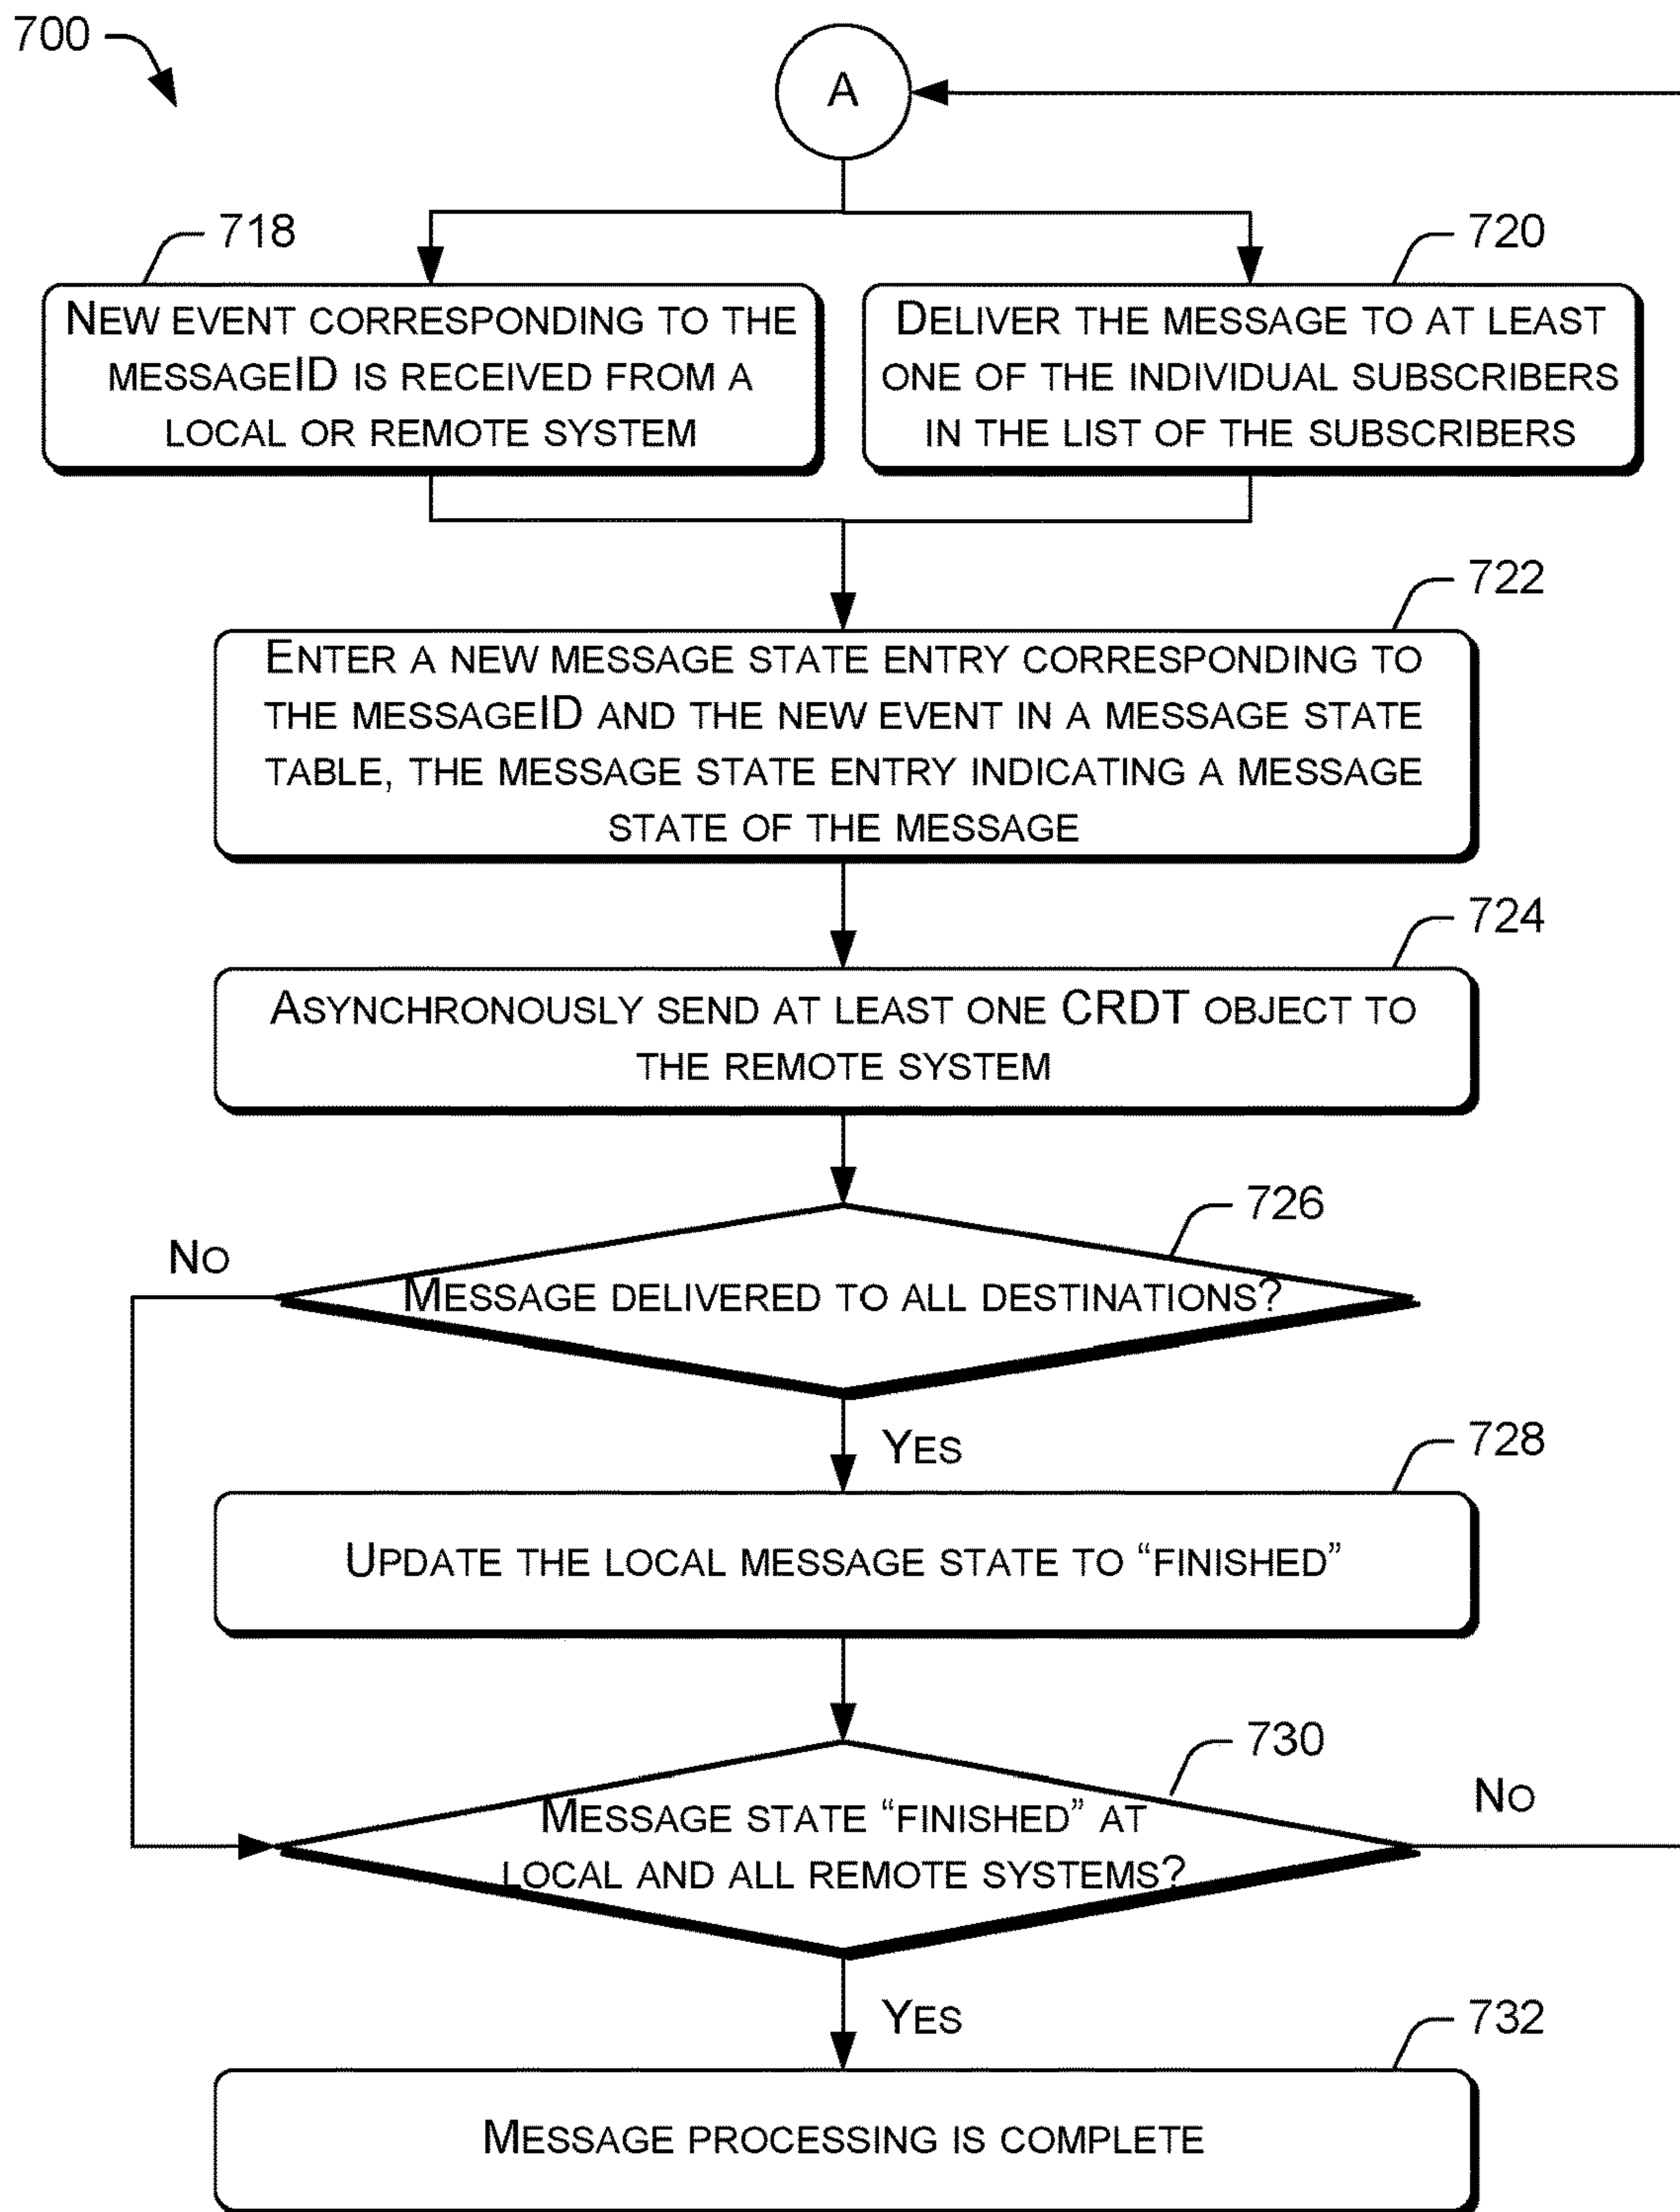 700
A
718
NEW EVENT CORRESPONDING TO THE
MESSAGEID IS RECEIVED FROM A
LOCAL OR REMOTE SYSTEM
720
DELIVER THE MESSAGE TO AT LEAST
ONE OF THE INDIVIDUAL SUBSCRIBERS
IN THE LIST OF THE SUBSCRIBERS
722
ENTER A NEW MESSAGE STATE ENTRY CORRESPONDING TO
THE MESSAGEID AND THE NEW EVENT IN A MESSAGE STATE
TABLE, THE MESSAGE STATE ENTRY INDICATING A MESSAGE
STATE OF THE MESSAGE
724
ASYNCHRONOUSLY SEND AT LEAST ONE CRDT OBJECT TO
THE REMOTE SYSTEM
726
NO
MESSAGE DELIVERED TO ALL DESTINATIONS?
YES
728
UPDATE THE LOCAL MESSAGE STATE TO “FINISHED”
730
NO
MESSAGE STATE “FINISHED” AT
LOCAL AND ALL REMOTE SYSTEMS?
YES
732
MESSAGE PROCESSING IS COMPLETE